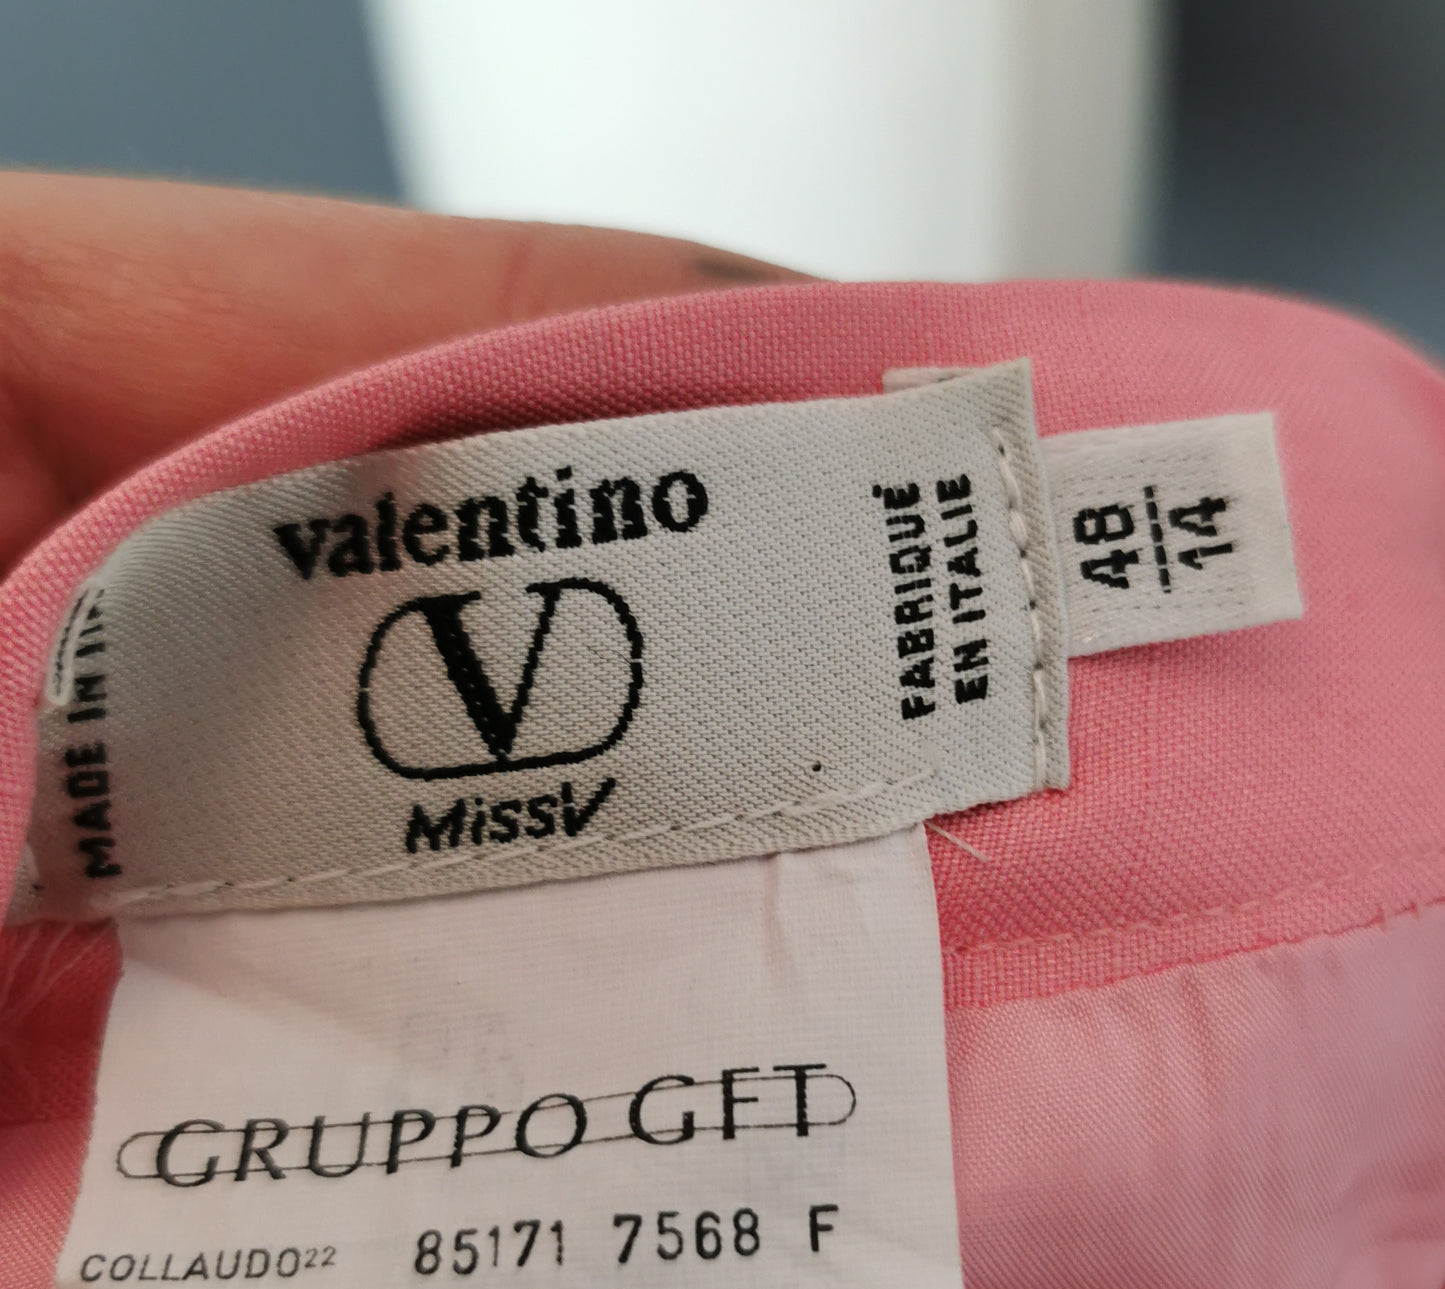 valentino
V
MissV
MADE IN
FABRIQUÉ
EN ITALIE
48
14
GRUPPO GFT
COLLAUDO22 85171 7568 F